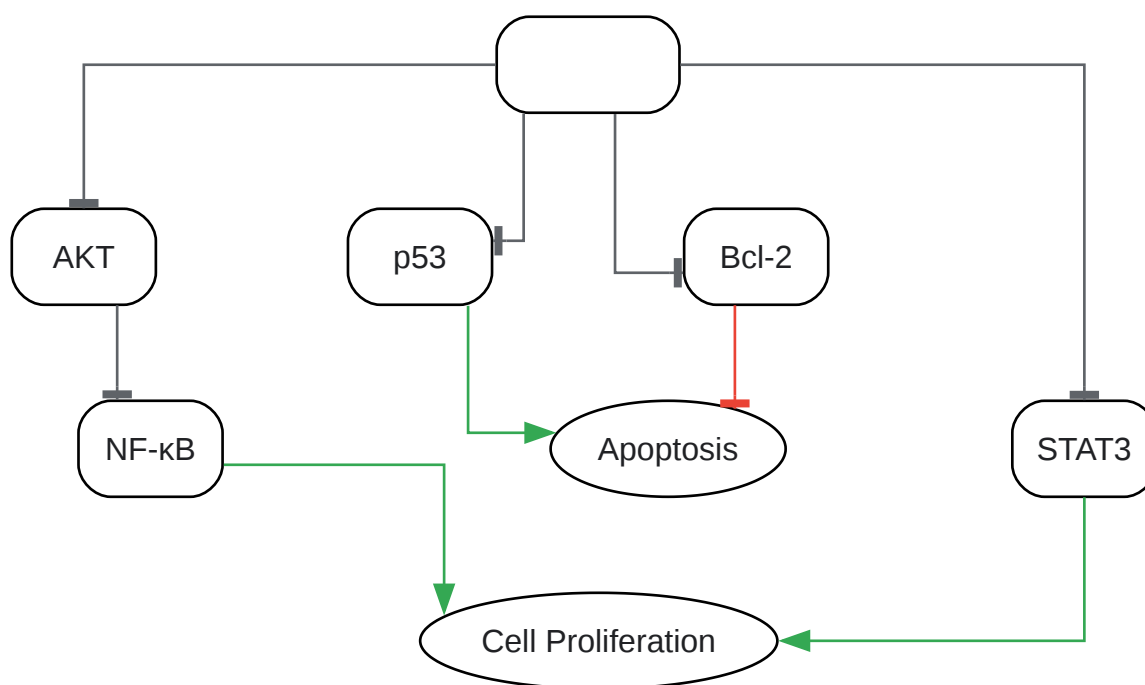 AKT
p53
Bcl-2
NF-κB
Apoptosis
STAT3
Cell Proliferation